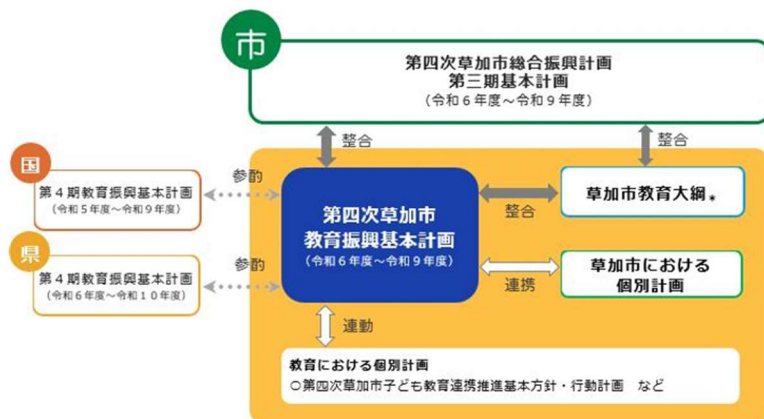 市
第四次草加市総合振興計画
第三期基本計画
（令和６年度～令和９年度）
整合
整合
国
第４期教育振興基本計画
（令和５年度～令和９年度）
参酌
県
第４期教育振興基本計画
（令和６年度～令和１０年度）
参酌
第四次草加市
教育振興基本計画
（令和６年度～令和９年度）
整合
草加市教育大綱*
連携
草加市における
個別計画
連動
教育における個別計画
○第四次草加市子ども教育連携推進基本方針・行動計画　など